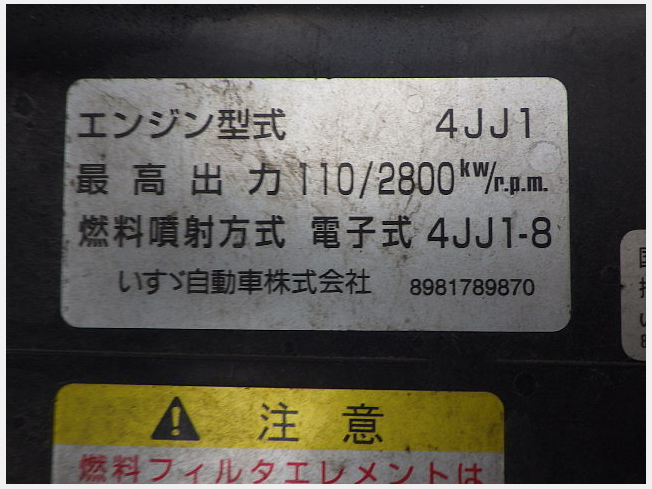 エンジン型式 4JJ1
最高出力 110/2800kw/r.p.m.
燃料噴射方式 電子式 4JJ1-8
いすゞ自動車株式会社 8981789870
注意
燃料フィルタエレメントは